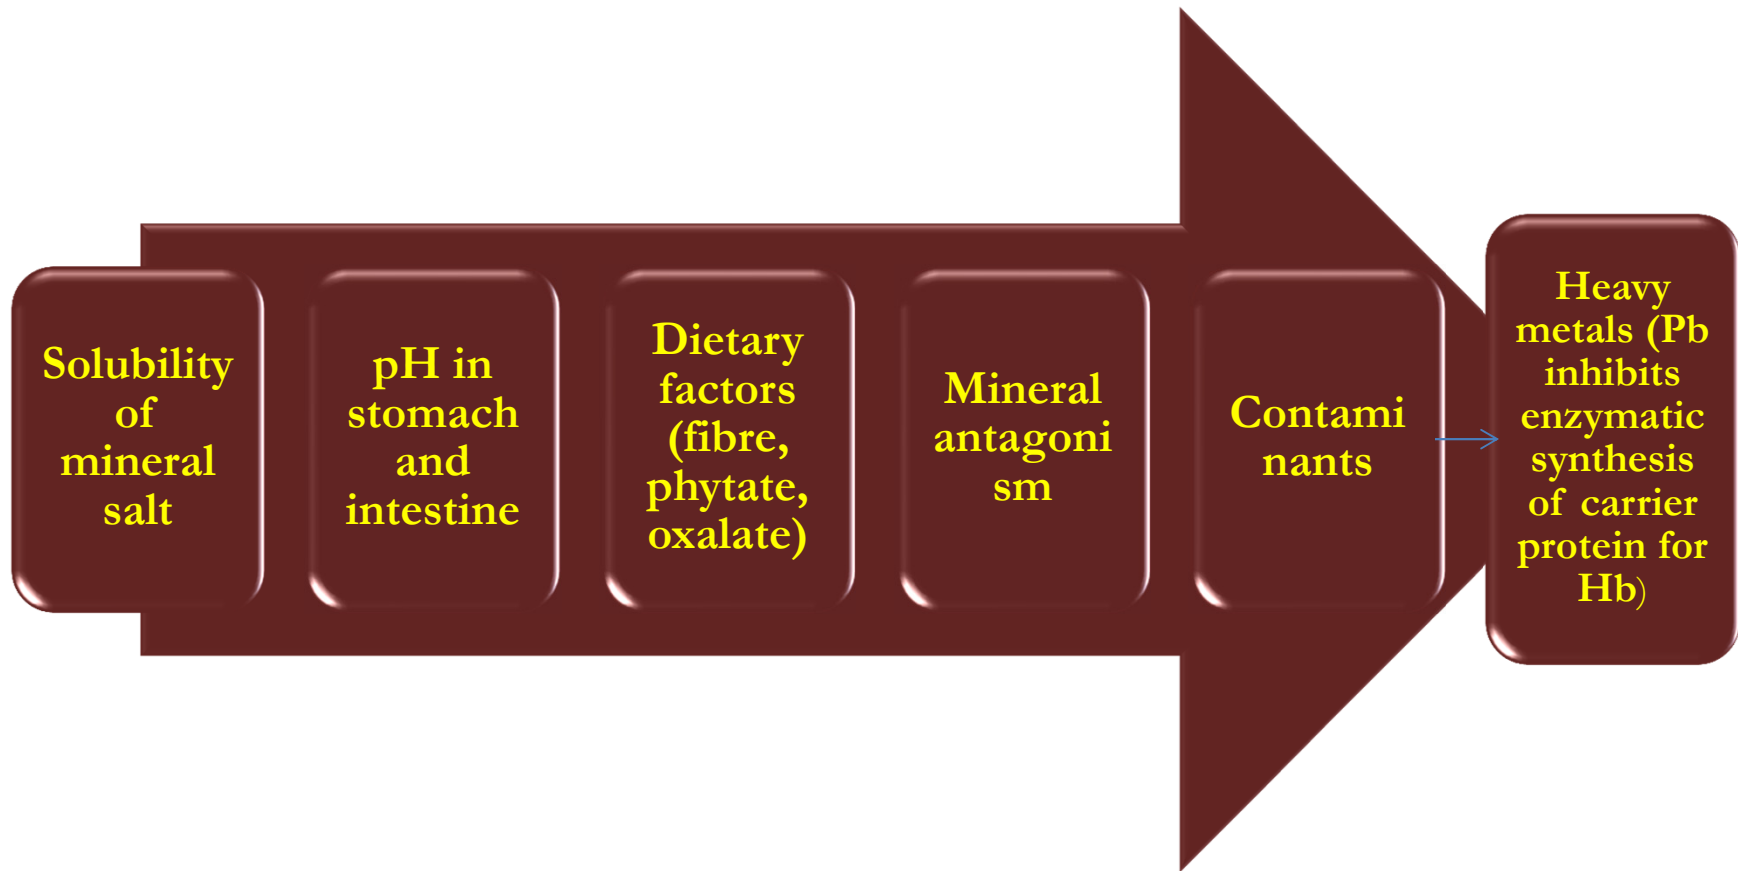 Solubility
of
mineral
salt
pH in
stomach
and
intestine
Dietary
factors
(fibre,
phytate,
oxalate)
Mineral
antagoni
sm
Contami
nants
Heavy
metals (Pb
inhibits
enzymatic
synthesis
of carrier
protein for
Hb)